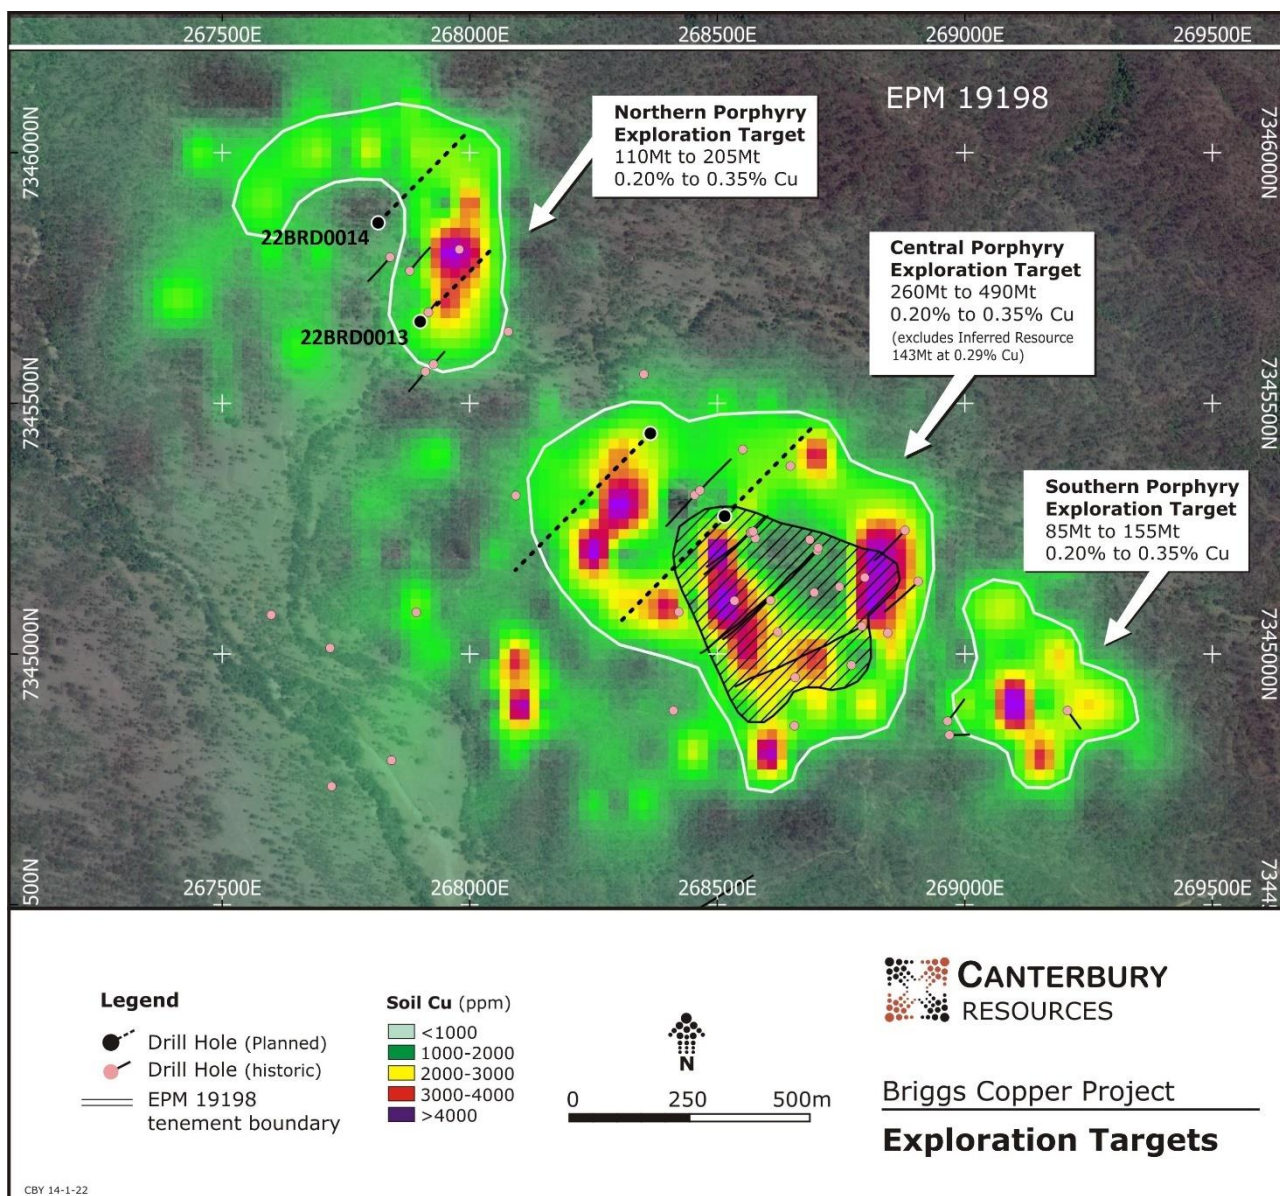 267500E
268000E
268500E
269000E
269500E
EPM 19198
7346000N
7346000N
Northern Porphyry
Exploration Target
110Mt to 205Mt
0.20% to 0.35% Cu
22BRD0014
22BRD0013
Central Porphyry
Exploration Target
260Mt to 490Mt
0.20% to 0.35% Cu
(excludes Inferred Resource
143Mt at 0.29% Cu)
7345500N
7345500N
Southern Porphyry
Exploration Target
85Mt to 155Mt
0.20% to 0.35% Cu
7345000N
7345000N
500N
73445
267500E
268000E
268500E
269000E
269500E
Legend
Drill Hole (Planned)
Drill Hole (historic)
EPM 19198
tenement boundary
Soil Cu (ppm)
<1000
1000-2000
2000-3000
3000-4000
>4000
N
0 250 500m
CANTERBURY
RESOURCES
Briggs Copper Project
Exploration Targets
CBY 14-1-22